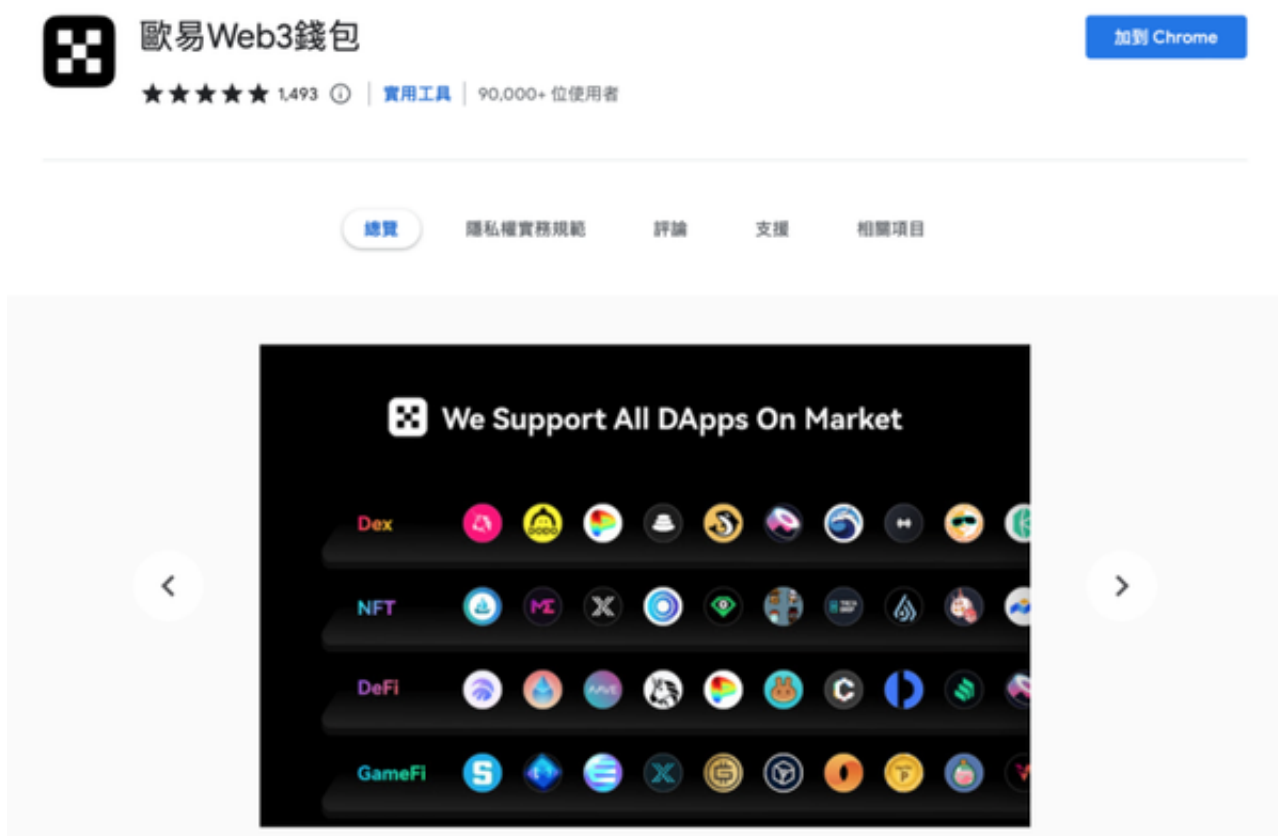 歐易Web3錢包
加到 Chrome
1,493 實用工具 90,000+ 位使用者
總覽 隱私權實務規範 評論 支援 相關項目
We Support All DApps On Market
Dex
NFT
DeFi
GameFi